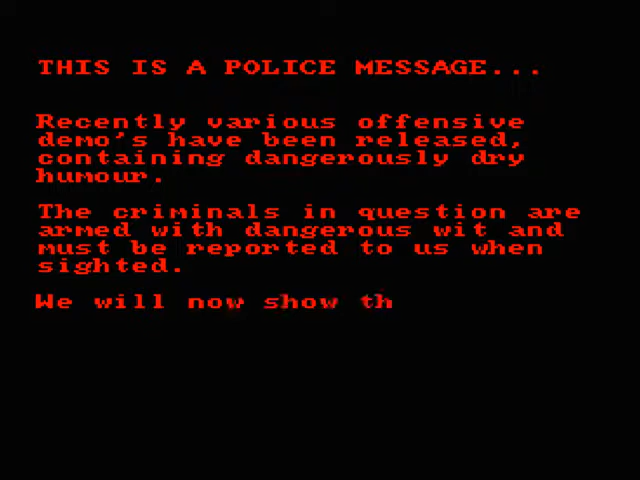 THIS IS A POLICE MESSAGE...
Recently various offensive
demo's have been released,
containing dangerously dry
humour.
The criminals in question are
armed with dangerous wit and
must be reported to us when
sighted.
We will now show th